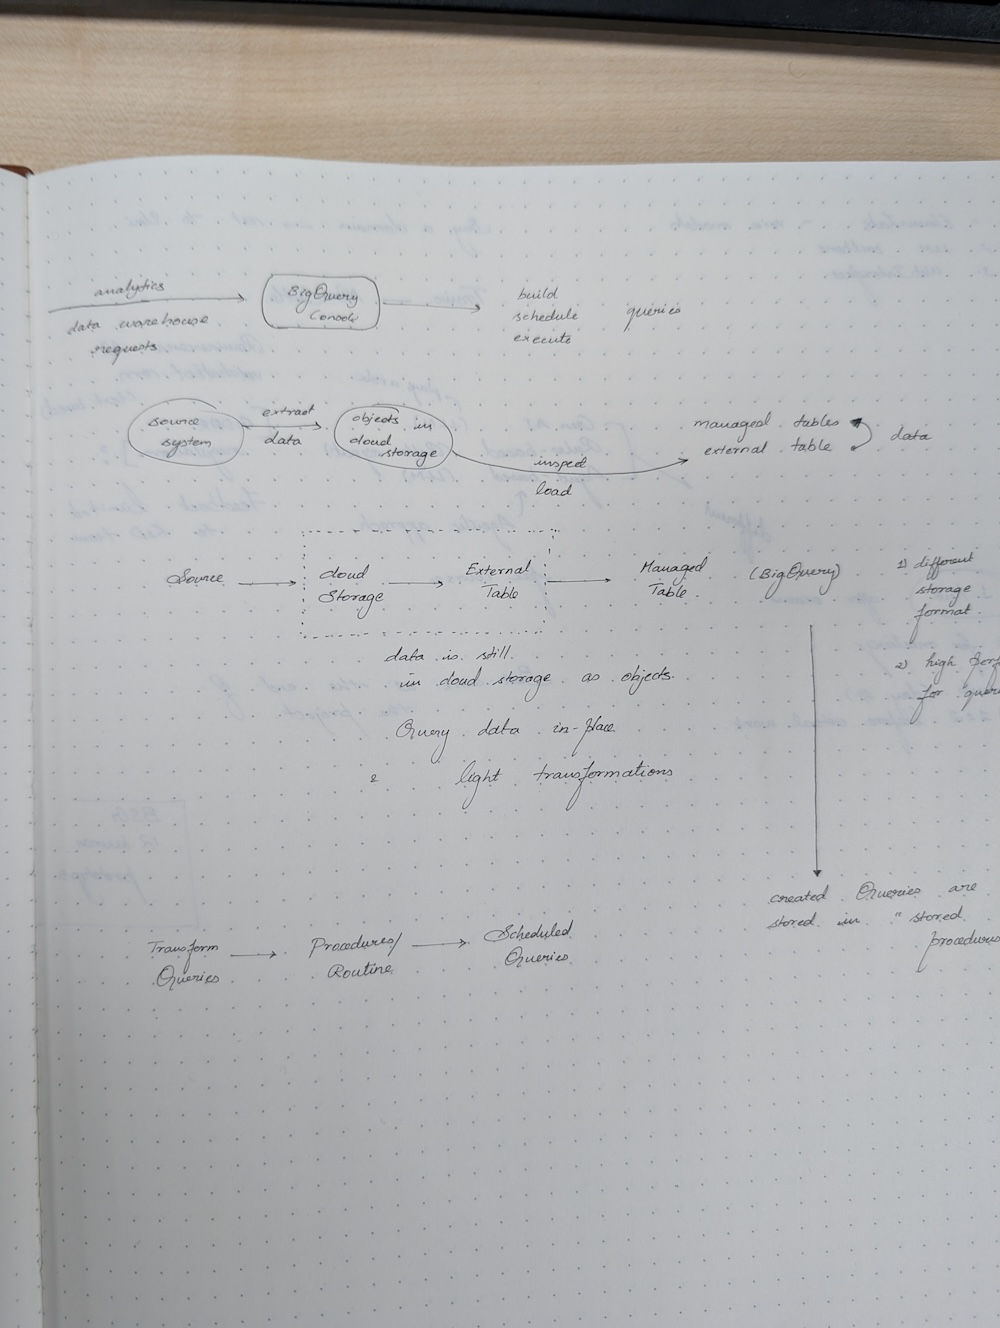 analytics
data warehouse
requests
BigQuery
Console
build
schedule queries
execute
source
system
extract
data
objects in
cloud
storage
inspect
load
managed tables
external table
data
Source
Cloud
Storage
External
Table
Managed
Table
(BigQuery)
1) different
storage
format
2) high
for
data is still
in cloud storage as objects.
Query data in-place
&
light transformations
created Queries are
stored in "stored
procedures
Transform
Queries
Procedures/
Routine
Scheduled
Queries